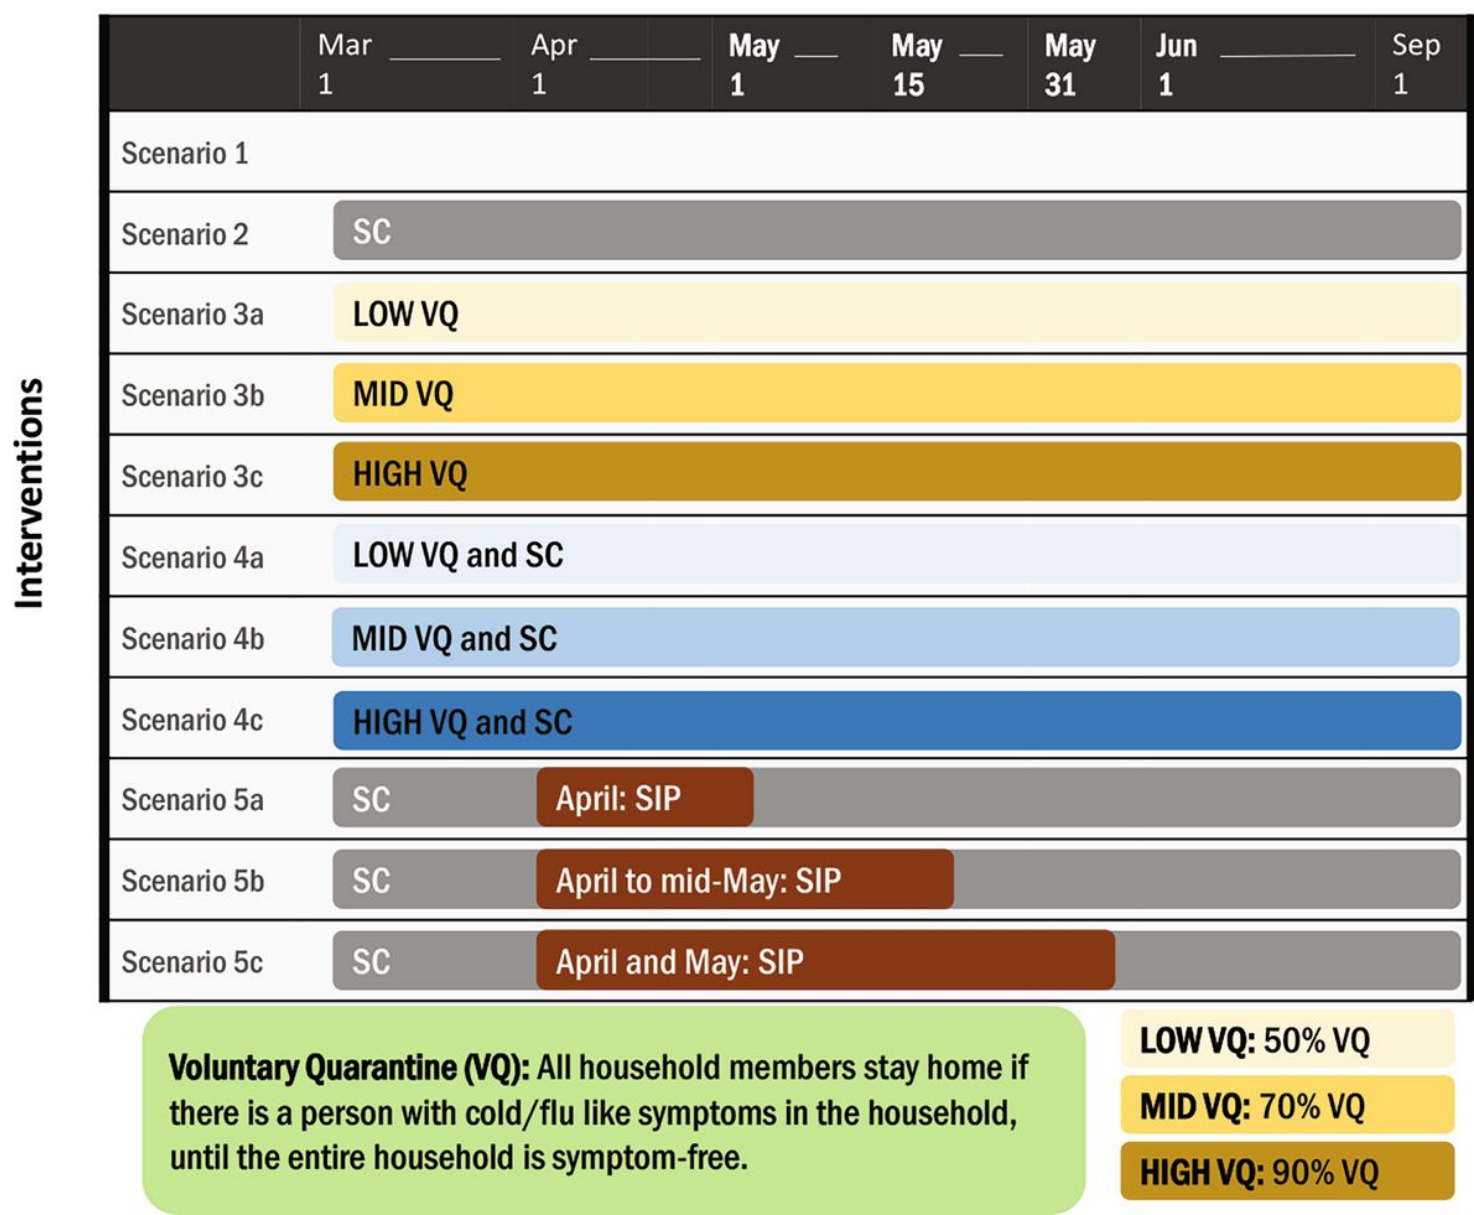 Mar Apr May May May Jun Sep
1 1 1 15 31 1 1
Interventions
Scenario 1
Scenario 2 SC
Scenario 3a LOW VQ
Scenario 3b MID VQ
Scenario 3c HIGH VQ
Scenario 4a LOW VQ and SC
Scenario 4b MID VQ and SC
Scenario 4c HIGH VQ and SC
Scenario 5a SC April: SIP
Scenario 5b SC April to mid-May: SIP
Scenario 5c SC April and May: SIP
Voluntary Quarantine (VQ): All household members stay home if
there is a person with cold/flu like symptoms in the household,
until the entire household is symptom-free.
LOW VQ: 50% VQ
MID VQ: 70% VQ
HIGH VQ: 90% VQ